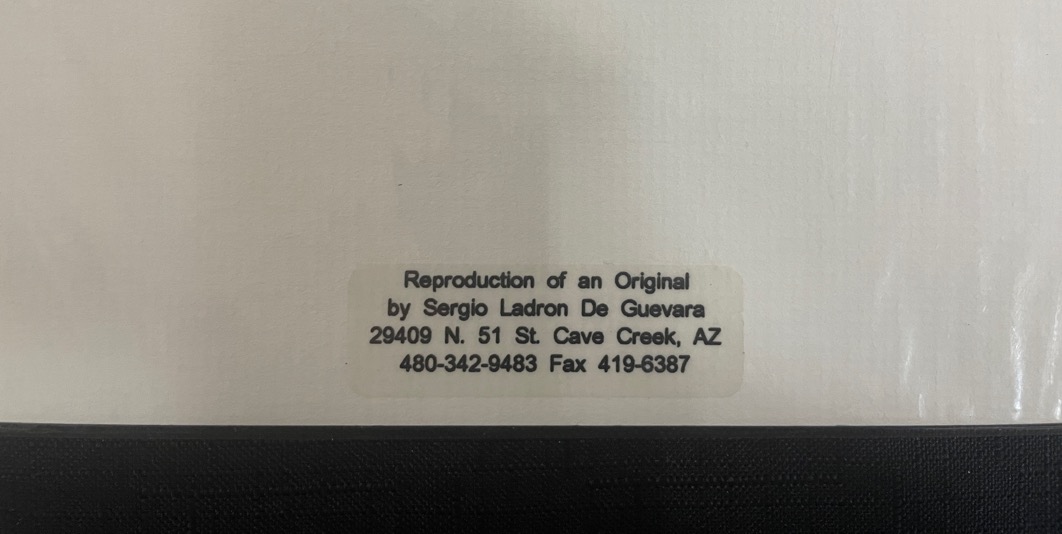 Reproduction of an Original
by Sergio Ladron De Guevara
29409 N. 51 St. Cave Creek, AZ
480-342-9483 Fax 419-6387